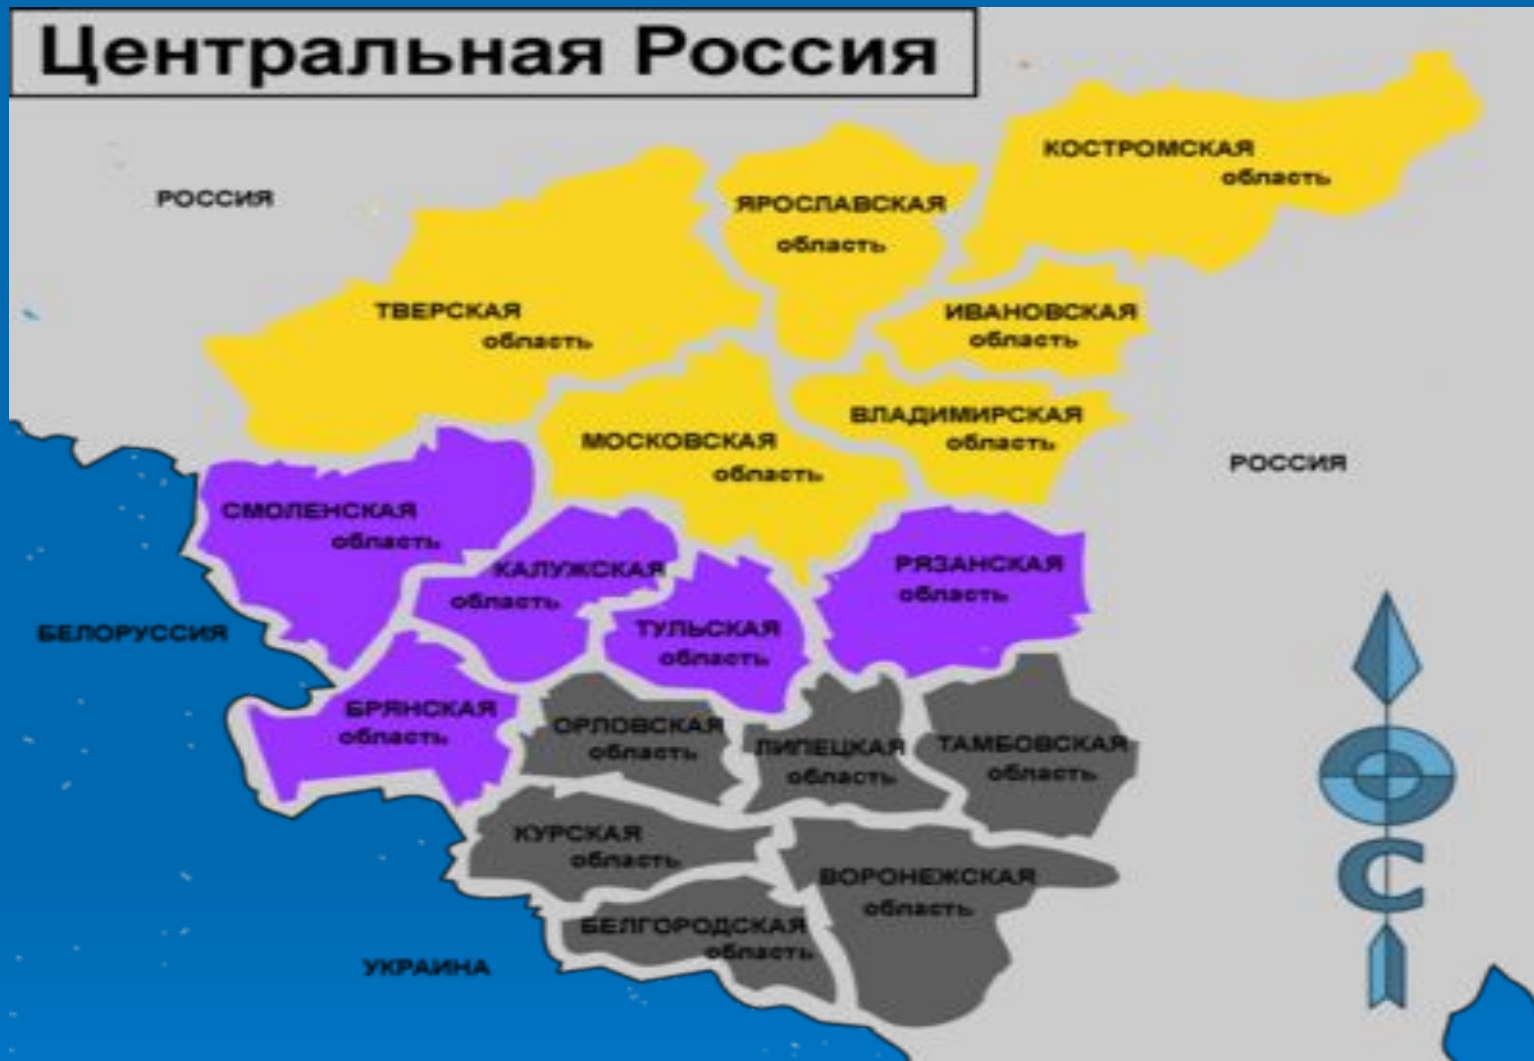 Центральная Россия
РОССИЯ
КОСТРОМСКАЯ
область
ЯРОСЛАВСКАЯ
область
ТВЕРСКАЯ
область
ИВАНОВСКАЯ
область
МОСКОВСКАЯ
область
ВЛАДИМИРСКАЯ
область
РОССИЯ
СМОЛЕНСКАЯ
область
КАЛУЖСКАЯ
область
ТУЛЬСКАЯ
область
РЯЗАНСКАЯ
область
БЕЛОРУССИЯ
БРЯНСКАЯ
область
ОРЛОВСКАЯ
область
ЛИПЕЦКАЯ
область
ТАМБОВСКАЯ
область
КУРСКАЯ
область
ВОРОНЕЖСКАЯ
область
БЕЛГОРОДСКАЯ
область
УКРАИНА
С